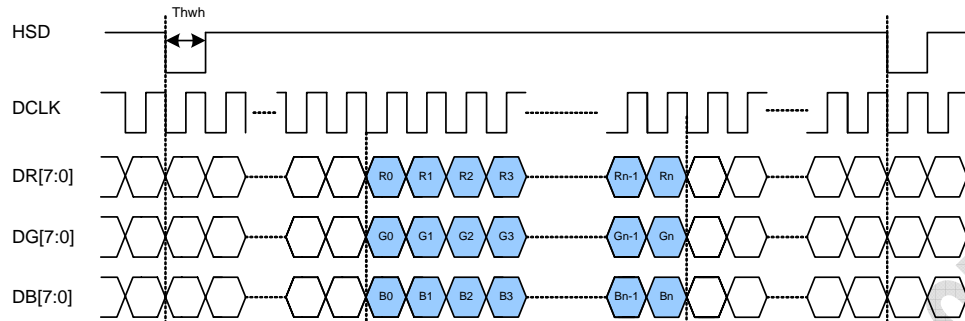 Thwh
HSD
DCLK
DR[7:0] R0 R1 R2 R3 Rn-1 Rn
DG[7:0] G0 G1 G2 G3 Gn-1 Gn
DB[7:0] B0 B1 B2 B3 Bn-1 Bn